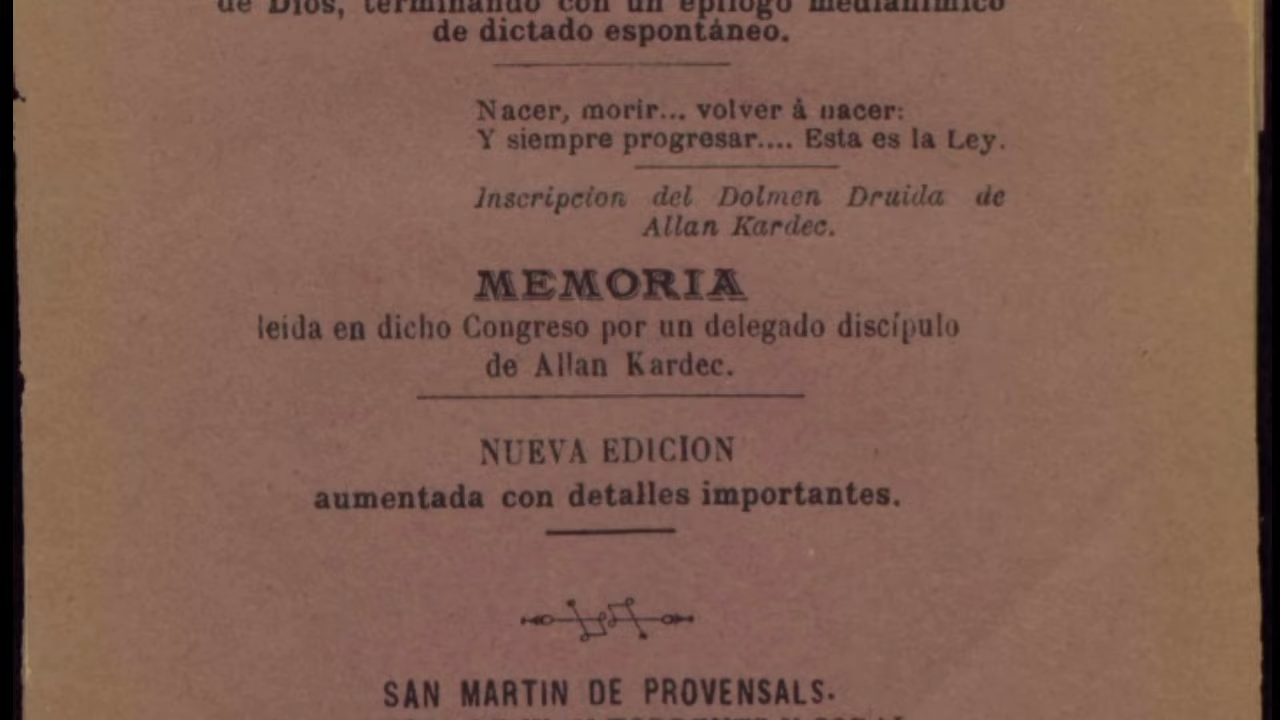 de Dios, terminando con un epílogo medianímico
de dictado espontáneo.
Nacer, morir... volver á nacer:
Y siempre progresar.... Esta es la Ley.
Inscripcion del Dolmen Druida de
Allan Kardec.
MEMORIA
leida en dicho Congreso por un delegado discípulo
de Allan Kardec.
NUEVA EDICION
aumentada con detalles importantes.
SAN MARTIN DE PROVENSALS.